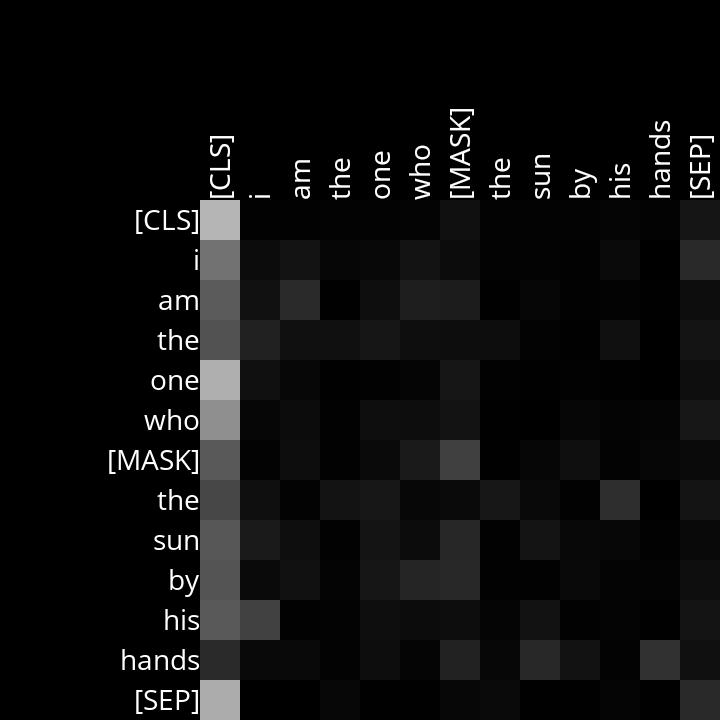 [CLS] i am the one who [MASK] the sun by his hands [SEP]
[CLS]
i
am
the
one
who
[MASK]
the
sun
by
his
hands
[SEP]